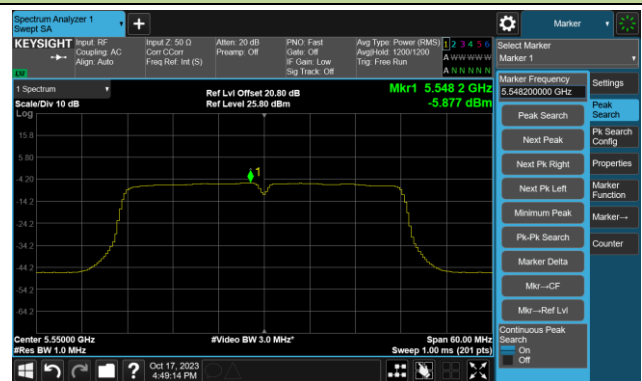 Spectrum Analyzer 1
Swept SA
+
Marker
KEYSIGHT
Input: RF
Coupling: AC
Align: Auto
Input Z: 50 Ω
Corr CCorr
Freq Ref: Int (S)
Atten: 20 dB
Preamp: Off
PNO: Fast
Gate: Off
IF Gain: Low
Sig Track: Off
Avg Type: Power (RMS)
Avg|Hold: 1200/1200
Trig: Free Run
1 2 3 4 5 6
A W W W W W
A N N N N N
LXI
Select Marker
Marker 1
1 Spectrum
Scale/Div 10 dB
Log
Ref Lvl Offset 20.80 dB
Ref Level 25.80 dBm
Mkr1 5.548 2 GHz
-5.877 dBm
15.8
5.80
-4.20
-14.2
-24.2
-34.2
-44.2
-54.2
-64.2
1
Center 5.55000 GHz
#Res BW 1.0 MHz
#Video BW 3.0 MHz*
Span 60.00 MHz
Sweep 1.00 ms (201 pts)
Marker Frequency
5.548200000 GHz
Peak Search
Next Peak
Next Pk Right
Next Pk Left
Minimum Peak
Pk-Pk Search
Marker Delta
Mkr→CF
Mkr→Ref Lvl
Continuous Peak
Search
On
Off
Settings
Peak
Search
Pk Search
Config
Properties
Marker
Function
Marker→
Counter
?
Oct 17, 2023
4:49:14 PM